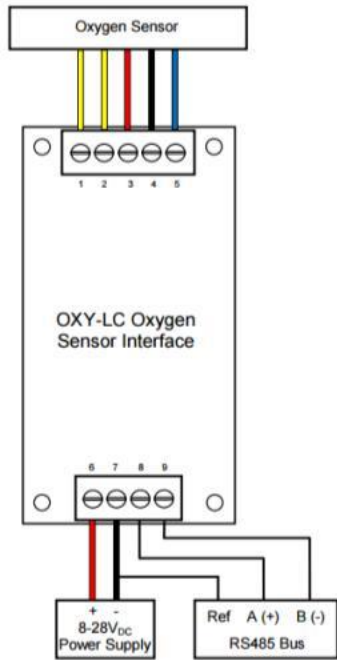 Oxygen Sensor
1 2 3 4 5
OXY-LC Oxygen
Sensor Interface
6 7 8 9
+ -
8-28VDC
Power Supply
Ref A (+) B (-)
RS485 Bus